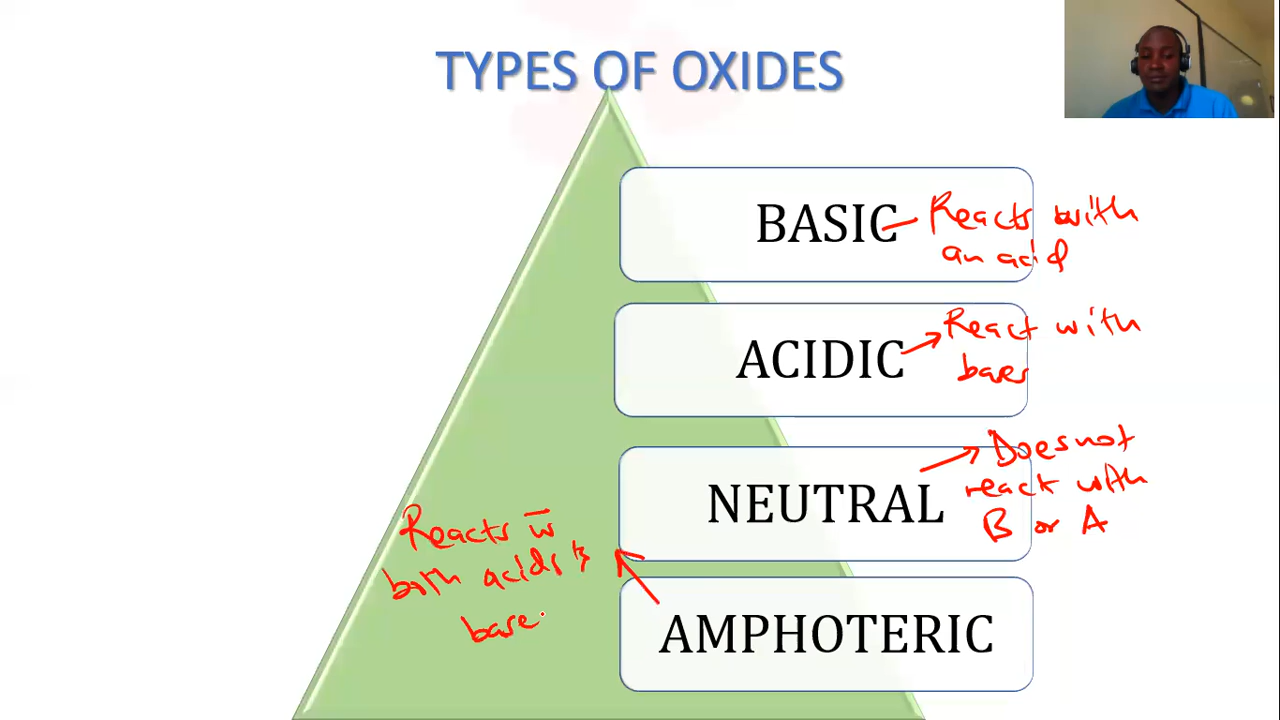 TYPES OF OXIDES
BASIC
Reacts with
an acid
ACIDIC
React with
bases
NEUTRAL
Does not
react with
B or A
AMPHOTERIC
Reacts w̄
both acids &
base